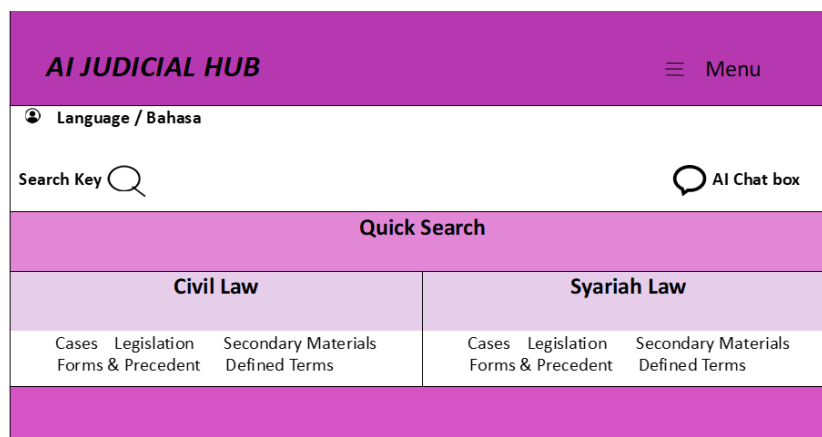 AI JUDICIAL HUB
Menu
Language / Bahasa
Search Key
AI Chat box
Quick Search
Civil Law
Syariah Law
Cases Legislation Secondary Materials
Forms & Precedent Defined Terms
Cases Legislation Secondary Materials
Forms & Precedent Defined Terms